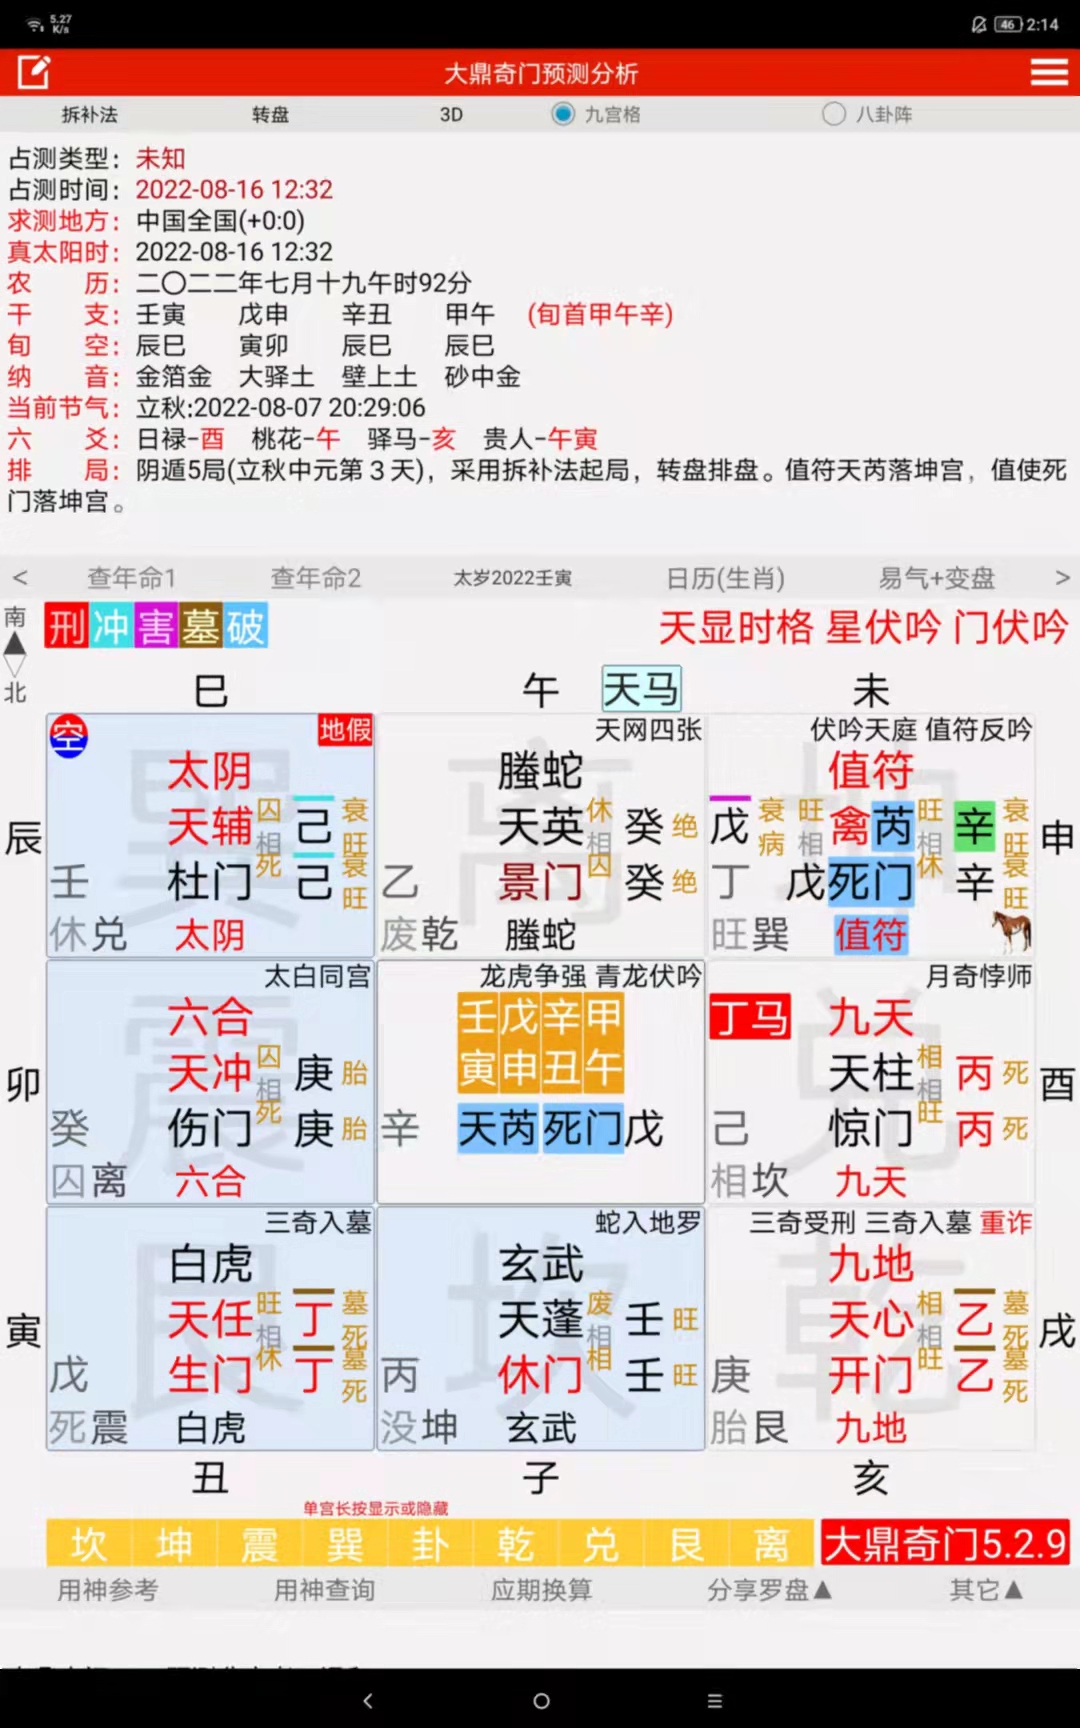 5.27
K/s
46 2:14
大鼎奇门预测分析
拆补法 转盘 3D 九宫格 八卦阵
占测类型：未知
占测时间：2022-08-16 12:32
求测地方：中国全国(+0:0)
真太阳时：2022-08-16 12:32
农 历：二〇二二年七月十九午时92分
干 支：壬寅 戊申 辛丑 甲午 (旬首甲午辛)
旬 空：辰巳 寅卯 辰巳 辰巳
纳 音：金箔金 大驿土 壁上土 砂中金
当前节气：立秋:2022-08-07 20:29:06
六 爻：日禄-酉 桃花-午 驿马-亥 贵人-午寅
排 局：阴遁5局(立秋中元第３天)，采用拆补法起局，转盘排盘。值符天芮落坤宫，值使死
门落坤宫。
< 查年命1 查年命2 太岁2022壬寅 日历(生肖) 易气+变盘 >
南
北
刑 冲 害 墓 破
天显时格 星伏吟 门伏吟
巳 午 天马 未
空 地假
太阴
天辅 囚 相 死 己 衰 旺
壬 杜门 己 衰 旺
休 兑 太阴
巽
天网四张
螣蛇
天英 休 相 囚 癸 绝
乙 景门 癸 绝
废 乾 螣蛇
离
伏吟天庭 值符反吟
值符
戊 衰 病 旺 相 禽 芮 旺 相 休 辛 衰 旺
丁 戊 死门 辛 衰 旺
旺 巽 值符
坤
辰 申
太白同宫
六合
天冲 囚 相 死 庚 胎
癸 伤门 庚 胎
囚 离 六合
震
龙虎争强 青龙伏吟
壬 戊 辛 甲
寅 申 丑 午
辛 天芮 死门 戊
月奇悖师
丁马 九天
天柱 相 相 旺 丙 死
己 惊门 丙 死
相 坎 九天
兑
卯 酉
三奇入墓
白虎
天任 旺 相 休 丁 墓 死
戊 生门 丁 墓 死
死 震 白虎
艮
蛇入地罗
玄武
天蓬 废 相 相 壬 旺
丙 休门 壬 旺
没 坤 玄武
坎
三奇受刑 三奇入墓 重诈
九地
天心 相 相 旺 乙 墓 死
庚 开门 乙 墓 死
胎 艮 九地
乾
寅 戌
丑 子 亥
单宫长按显示或隐藏
坎 坤 震 巽 卦 乾 兑 艮 离 大鼎奇门5.2.9
用神参考 用神查询 应期换算 分享罗盘▲ 其它▲